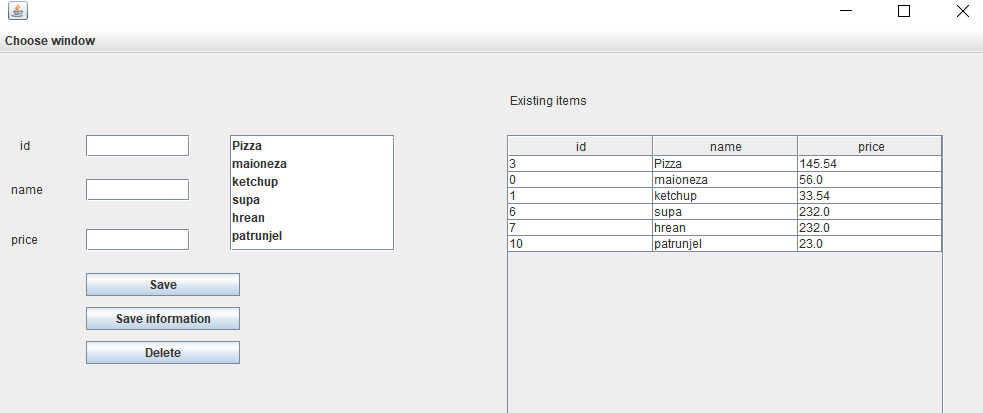 Choose window
Existing items
id
name
price
Pizza
maioneza
ketchup
supa
hrean
patrunjel
Save
Save information
Delete
id name price
3 Pizza 145.54
0 maioneza 56.0
1 ketchup 33.54
6 supa 232.0
7 hrean 232.0
10 patrunjel 23.0